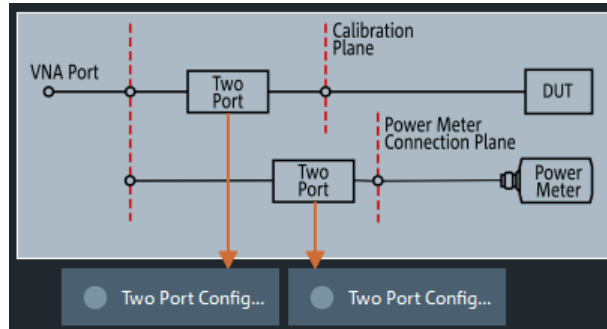 Calibration
Plane
VNA Port
Two
Port
DUT
Power Meter
Connection Plane
Two
Port
Power
Meter
Two Port Config...
Two Port Config...